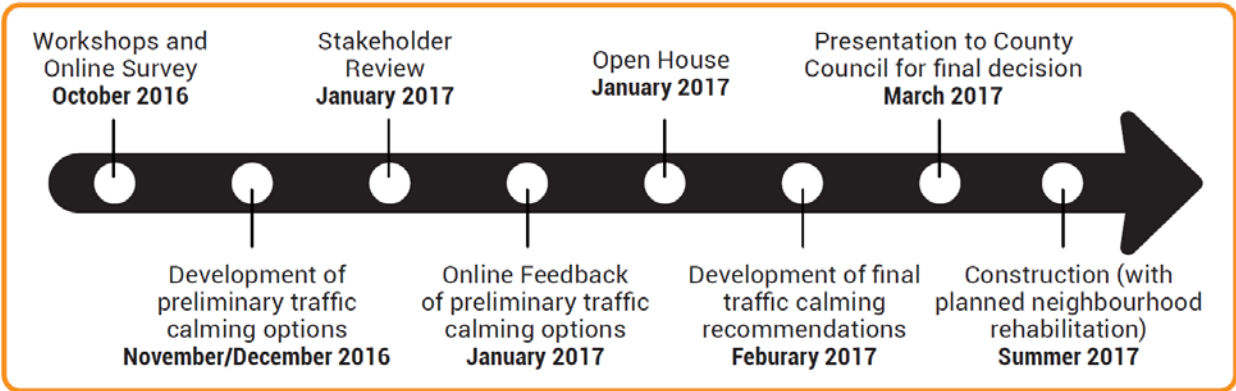 Workshops and
Online Survey
October 2016
Development of
preliminary traffic
calming options
November/December 2016
Stakeholder
Review
January 2017
Online Feedback
of preliminary traffic
calming options
January 2017
Open House
January 2017
Development of final
traffic calming
recommendations
Feburary 2017
Presentation to County
Council for final decision
March 2017
Construction (with
planned neighbourhood
rehabilitation)
Summer 2017